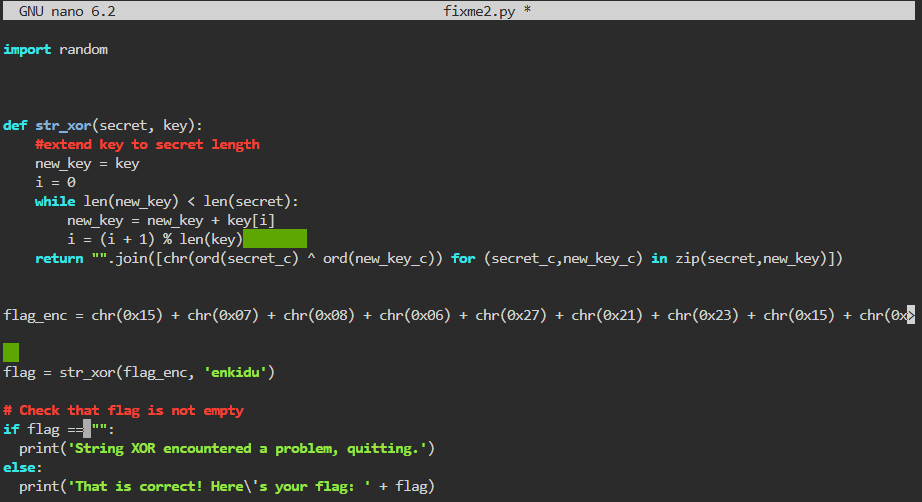 GNU nano 6.2 fixme2.py *
import random
def str_xor(secret, key):
    #extend key to secret length
    new_key = key
    i = 0
    while len(new_key) < len(secret):
        new_key = new_key + key[i]
        i = (i + 1) % len(key)
    return "".join([chr(ord(secret_c) ^ ord(new_key_c)) for (secret_c,new_key_c) in zip(secret,new_key)])
flag_enc = chr(0x15) + chr(0x07) + chr(0x08) + chr(0x06) + chr(0x27) + chr(0x21) + chr(0x23) + chr(0x15) + chr(0x>
flag = str_xor(flag_enc, 'enkidu')
# Check that flag is not empty
if flag == "":
  print('String XOR encountered a problem, quitting.')
else:
  print('That is correct! Here\'s your flag: ' + flag)